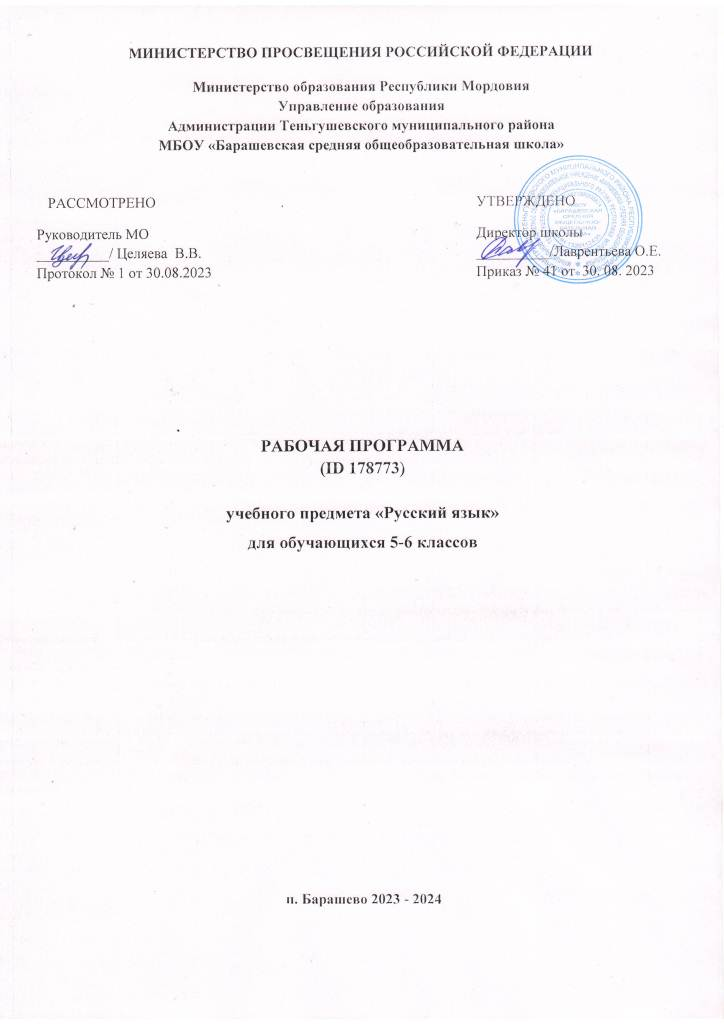 МИНИСТЕРСТВО ПРОСВЕЩЕНИЯ РОССИЙСКОЙ ФЕДЕРАЦИИ
Министерство образования Республики Мордовия
Управление образования
Администрации Теньгушевского муниципального района
МБОУ «Барашевская средняя общеобразовательная школа»
РАССМОТРЕНО
Руководитель МО
__________/ Целяева В.В.
Протокол № 1 от 30.08.2023
УТВЕРЖДЕНО
Директор школы
__________/Лаврентьева О.Е.
Приказ № 41 от 30. 08. 2023
РАБОЧАЯ ПРОГРАММА
(ID 178773)
учебного предмета «Русский язык»
для обучающихся 5-6 классов
п. Барашево 2023 - 2024